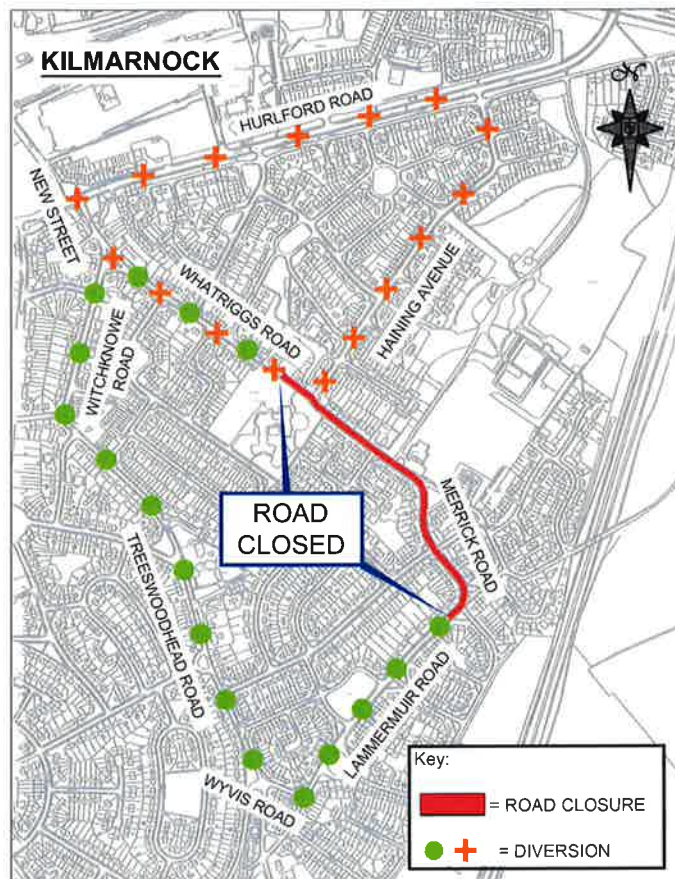 KILMARNOCK
N
HURLFORD ROAD
NEW STREET
WHATRIGGS ROAD
HAINING AVENUE
WITCHKNOWE
ROAD
ROAD
CLOSED
MERRICK ROAD
TREESWOODHEAD ROAD
LAMMERMUIR ROAD
WYVIS ROAD
Key:
= ROAD CLOSURE
= DIVERSION